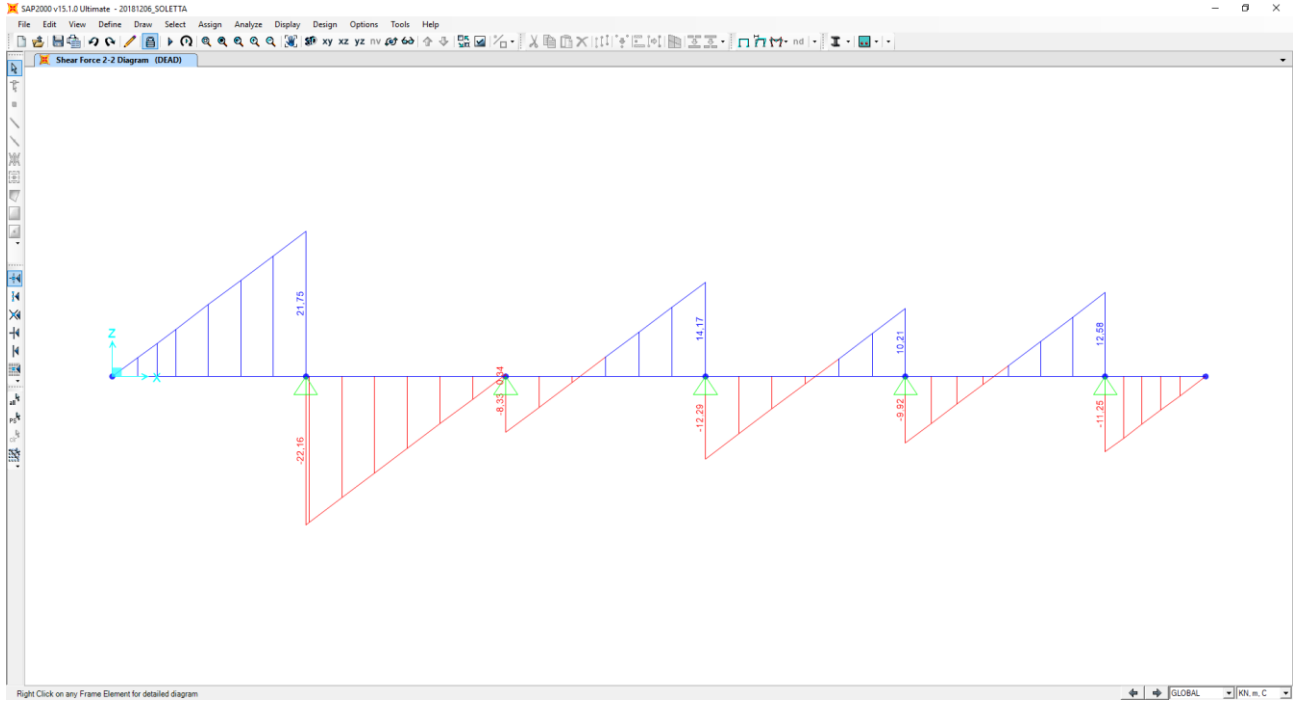 SAP2000 v15.1.0 Ultimate - 20181206_SOLETTA
File Edit View Define Draw Select Assign Analyze Display Design Options Tools Help
xy xz yz nv nd
Shear Force 2-2 Diagram (DEAD)
21,75
14,17
10,21
12,58
Z
X
0,34
-8,33
-22,16
-12,29
-9,92
-11,25
Right Click on any Frame Element for detailed diagram
GLOBAL
KN, m, C